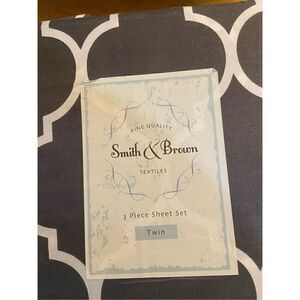 FINE QUALITY
Smith & Brown
TEXTILES
3 Piece Sheet Set
Twin